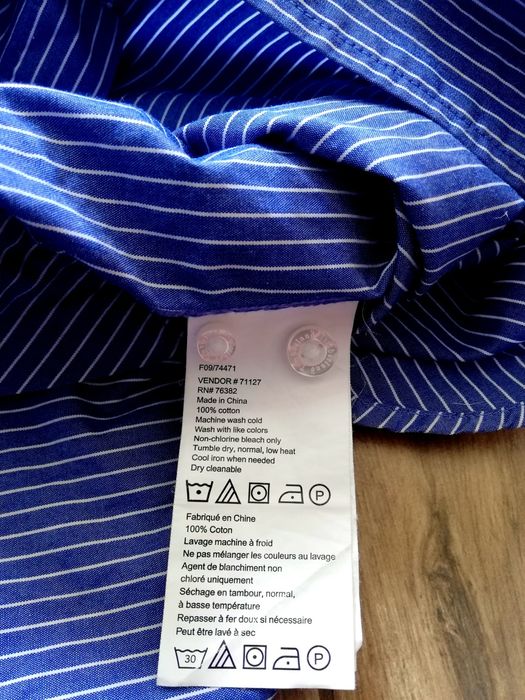 F09/74471
VENDOR # 71127
RN# 76382
Made in China
100% cotton
Machine wash cold
Wash with like colors
Non-chlorine bleach only
Tumble dry, normal, low heat
Cool iron when needed
Dry cleanable
P
Fabriqué en Chine
100% Coton
Lavage machine à froid
Ne pas mélanger les couleurs au lavage
Agent de blanchiment non
chloré uniquement
Séchage en tambour, normal,
à basse température
Repasser à fer doux si nécessaire
Peut être lavé à sec
30 P